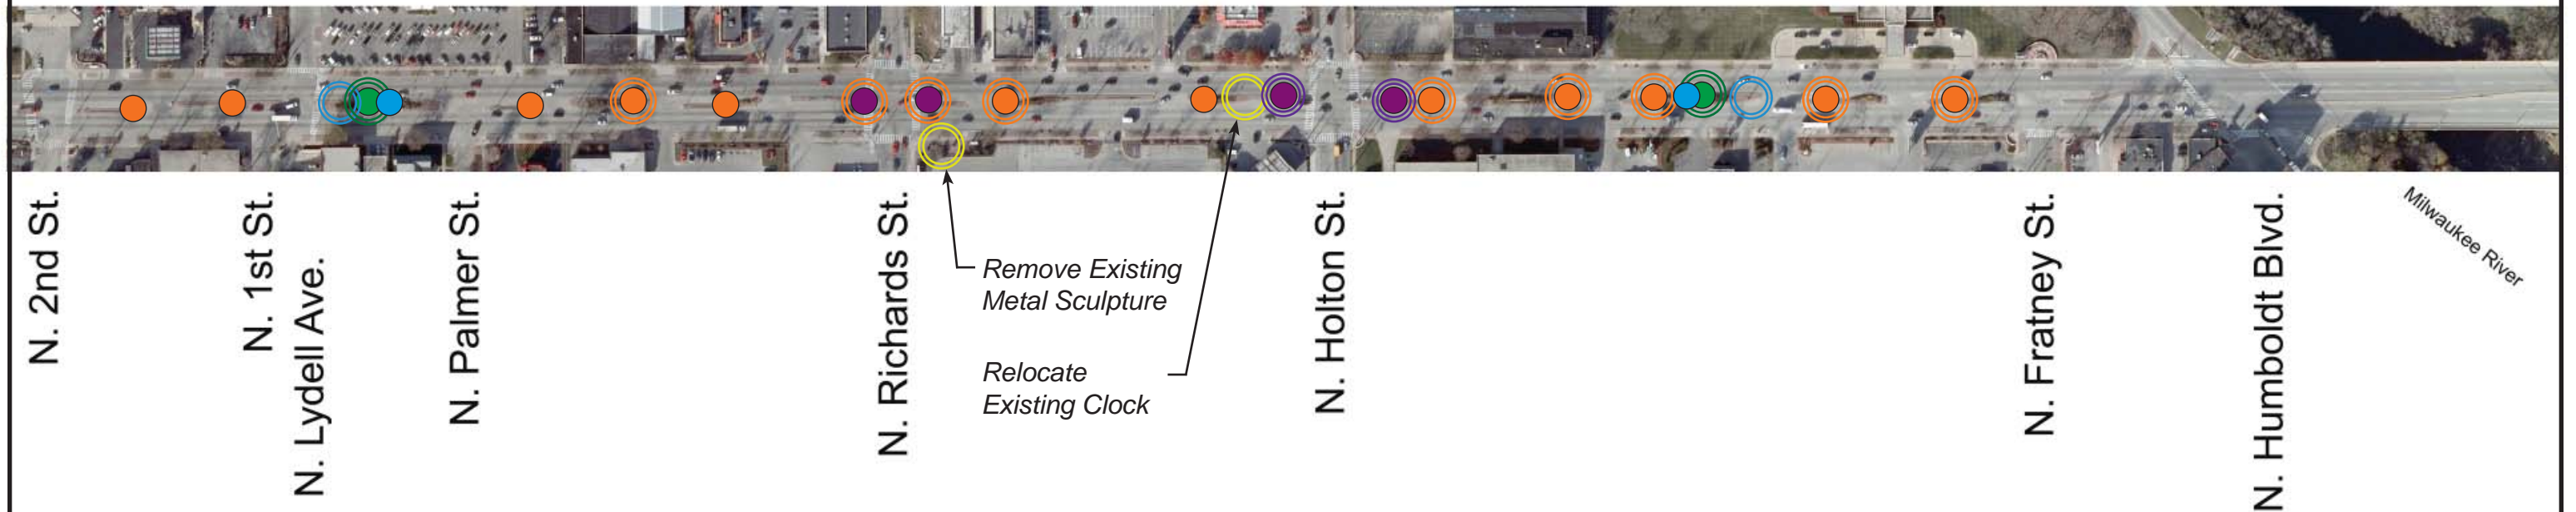 N. 2nd St.
N. 1st St.
N. Lydell Ave.
N. Palmer St.
N. Richards St.
Remove Existing
Metal Sculpture
Relocate
Existing Clock
N. Holton St.
N. Fratney St.
N. Humboldt Blvd.
Milwaukee River